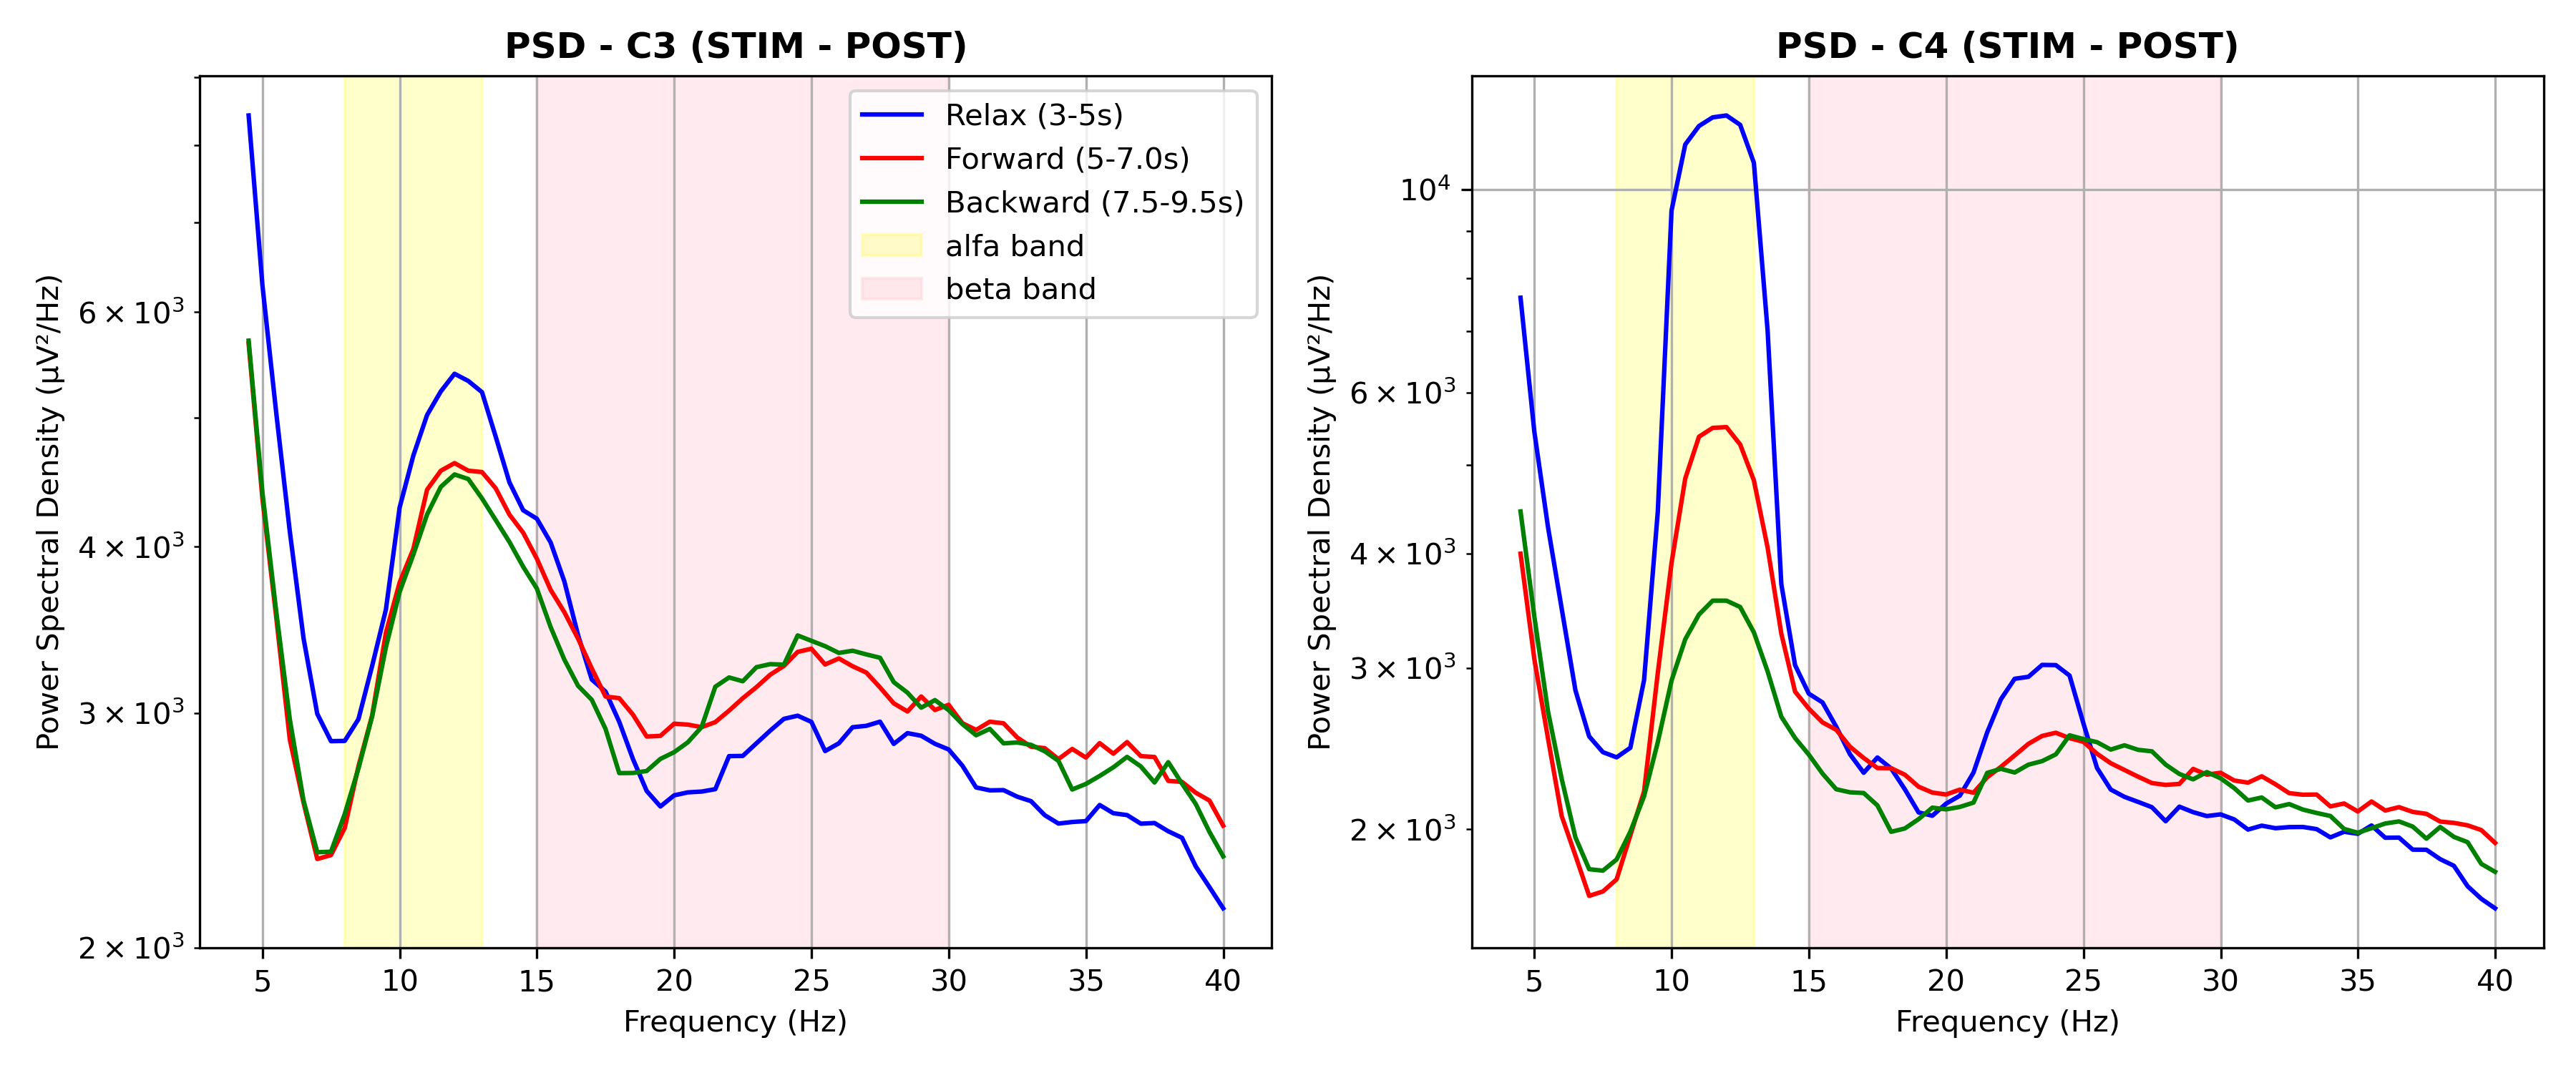 PSD - C3 (STIM - POST)
Power Spectral Density (µV²/Hz)
6 × 10³
4 × 10³
3 × 10³
2 × 10³
Relax (3-5s)
Forward (5-7.0s)
Backward (7.5-9.5s)
alfa band
beta band
5 10 15 20 25 30 35 40
Frequency (Hz)
PSD - C4 (STIM - POST)
Power Spectral Density (µV²/Hz)
10⁴
6 × 10³
4 × 10³
3 × 10³
2 × 10³
5 10 15 20 25 30 35 40
Frequency (Hz)